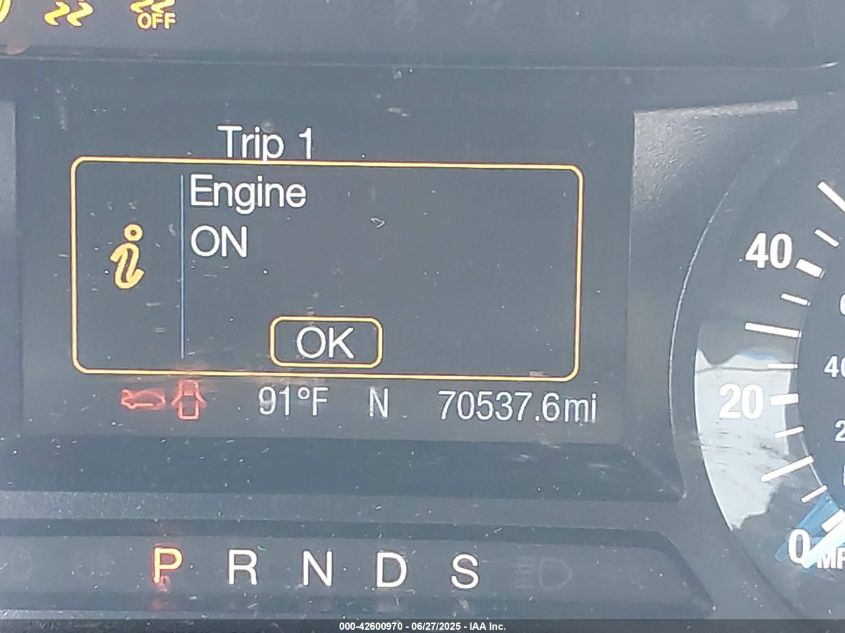 OFF
BRAKE
Trip 1
Engine
ON
OK
91°F N 70537.6mi
40
20
0
P R N D S
000-42600970 - 06/27/2025 - IAA Inc.